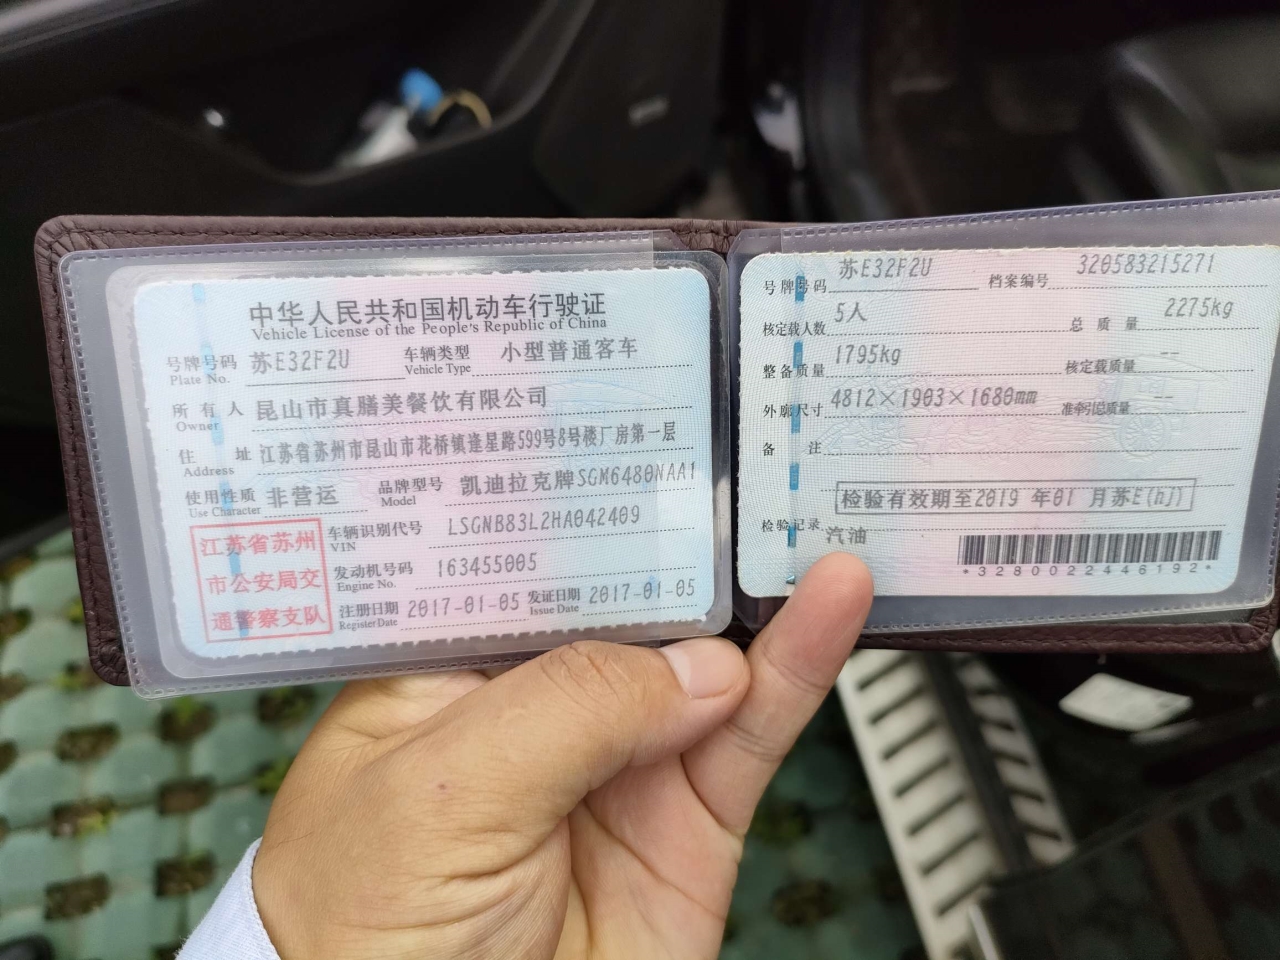 中华人民共和国机动车行驶证
Vehicle License of the People's Republic of China
号牌号码 苏E32F2U 车辆类型 小型普通客车
Plate No. Vehicle Type
所有人 昆山市真膳美餐饮有限公司
Owner
住址 江苏省苏州市昆山市花桥镇逢星路599号8号楼厂房第一层
Address
使用性质 非营运 品牌型号 凯迪拉克牌SGM6480NAA1
Use Character Model
江苏省苏州
市公安局交
通警察支队
车辆识别代号 LSGNB83L2HA042409
VIN
发动机号码 163455005
Engine No.
注册日期 2017-01-05 发证日期 2017-01-05
Register Date Issue Date
号牌号码 苏E32F2U 档案编号 320583215271
核定载人数 5人 总质量 2275kg
整备质量 1795kg 核定载质量 --
外廓尺寸 4812×1903×1680mm 准牵引总质量 --
备注
检验有效期至2019 年01 月苏E(hj)
检验记录
汽油
*3280022446192*